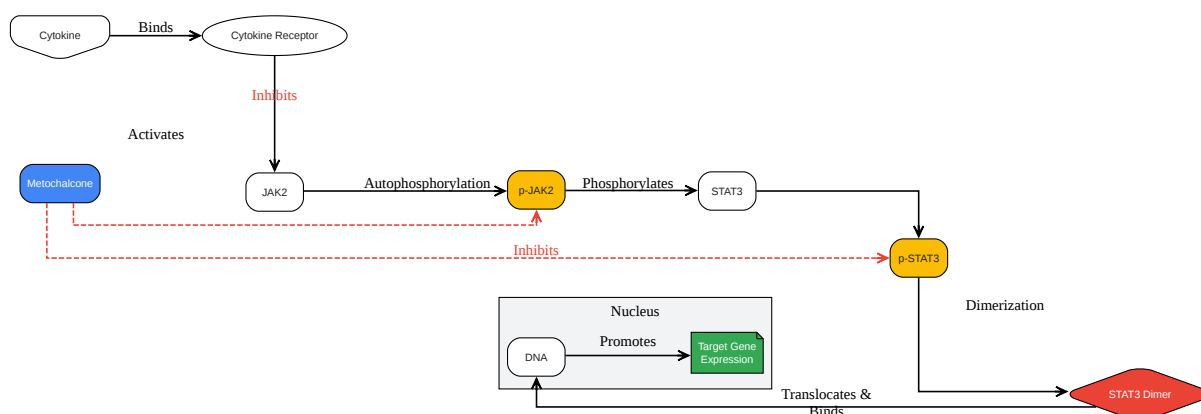 Cytokine
Binds
Cytokine Receptor
Inhibits
Activates
Metochalcone
JAK2
Autophosphorylation
p-JAK2
Phosphorylates
STAT3
Inhibits
p-STAT3
Nucleus
Dimerization
DNA
Promotes
Target Gene
Expression
Translocates &
Binds
STAT3 Dimer